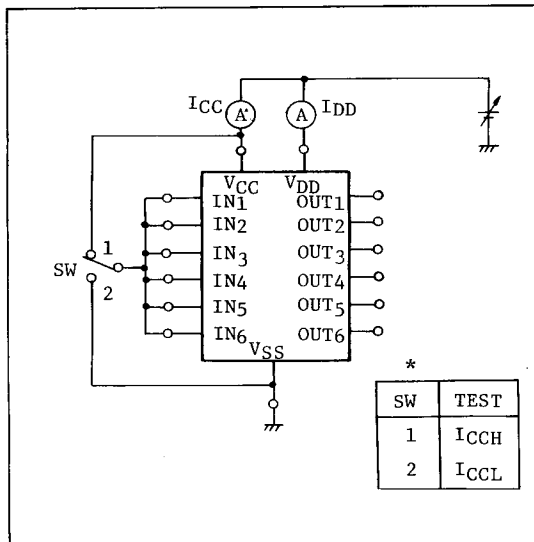 ICC A* A IDD
VCC VDD
IN1 OUT1
IN2 OUT2
IN3 OUT3
IN4 OUT4
IN5 OUT5
IN6 OUT6
VSS
1
SW
2
*
SW TEST
1 ICCH
2 ICCL